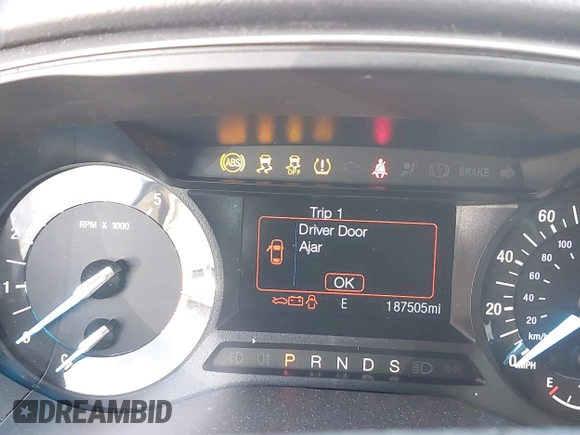 ABS
OFF
BRAKE
5
RPM X 1000
2
1
0
C
Trip 1
Driver Door
Ajar
OK
E 187505mi
P R N D S
60
40
100
80
60
20
40
20
km/h
0
MPH
E
DREAMBID